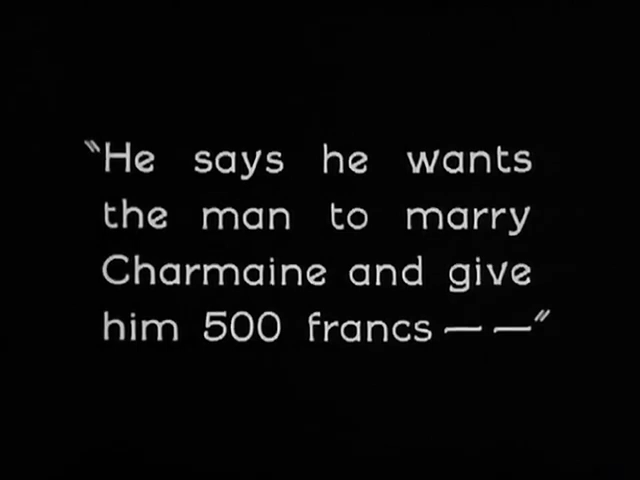 "He says he wants
the man to marry
Charmaine and give
him 500 francs — —"